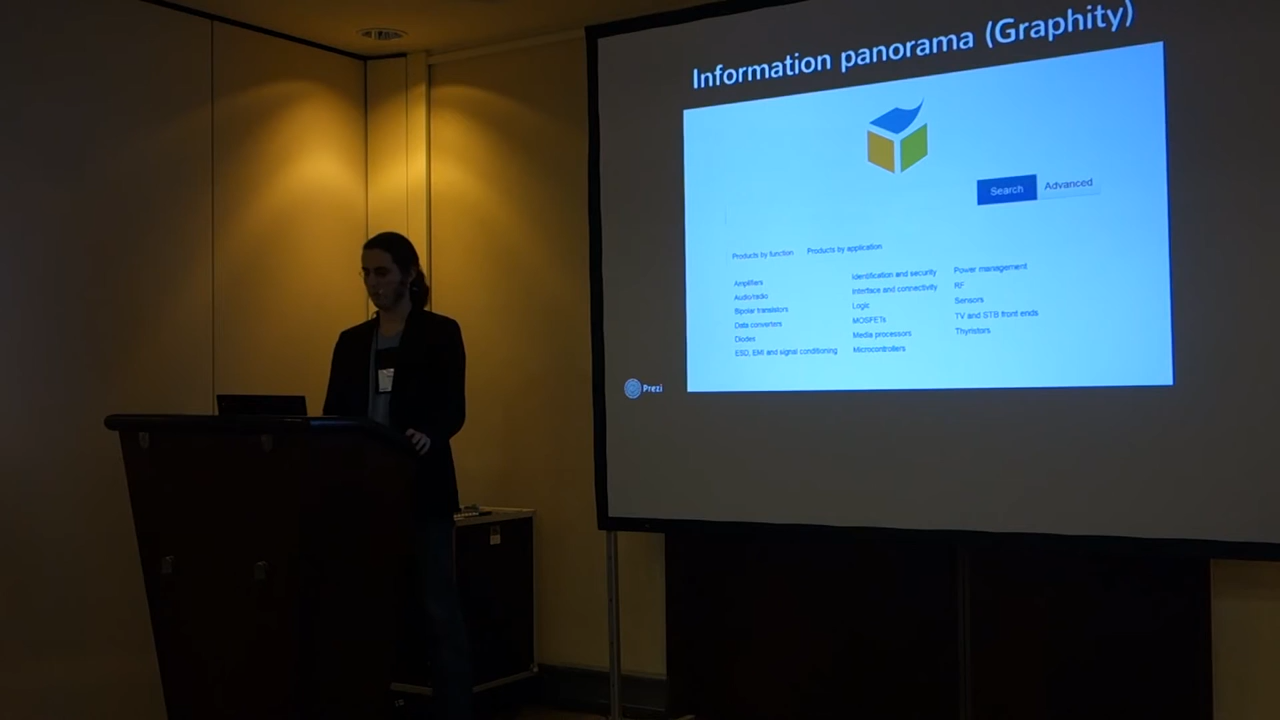 Information panorama (Graphity)
Search Advanced
Products by function Products by application
Amplifiers
Audio/radio
Bipolar transistors
Data converters
Diodes
ESD, EMI and signal conditioning
Identification and security
Interface and connectivity
Logic
MOSFETs
Media processors
Microcontrollers
Power management
RF
Sensors
TV and STB front ends
Thyristors
Prezi